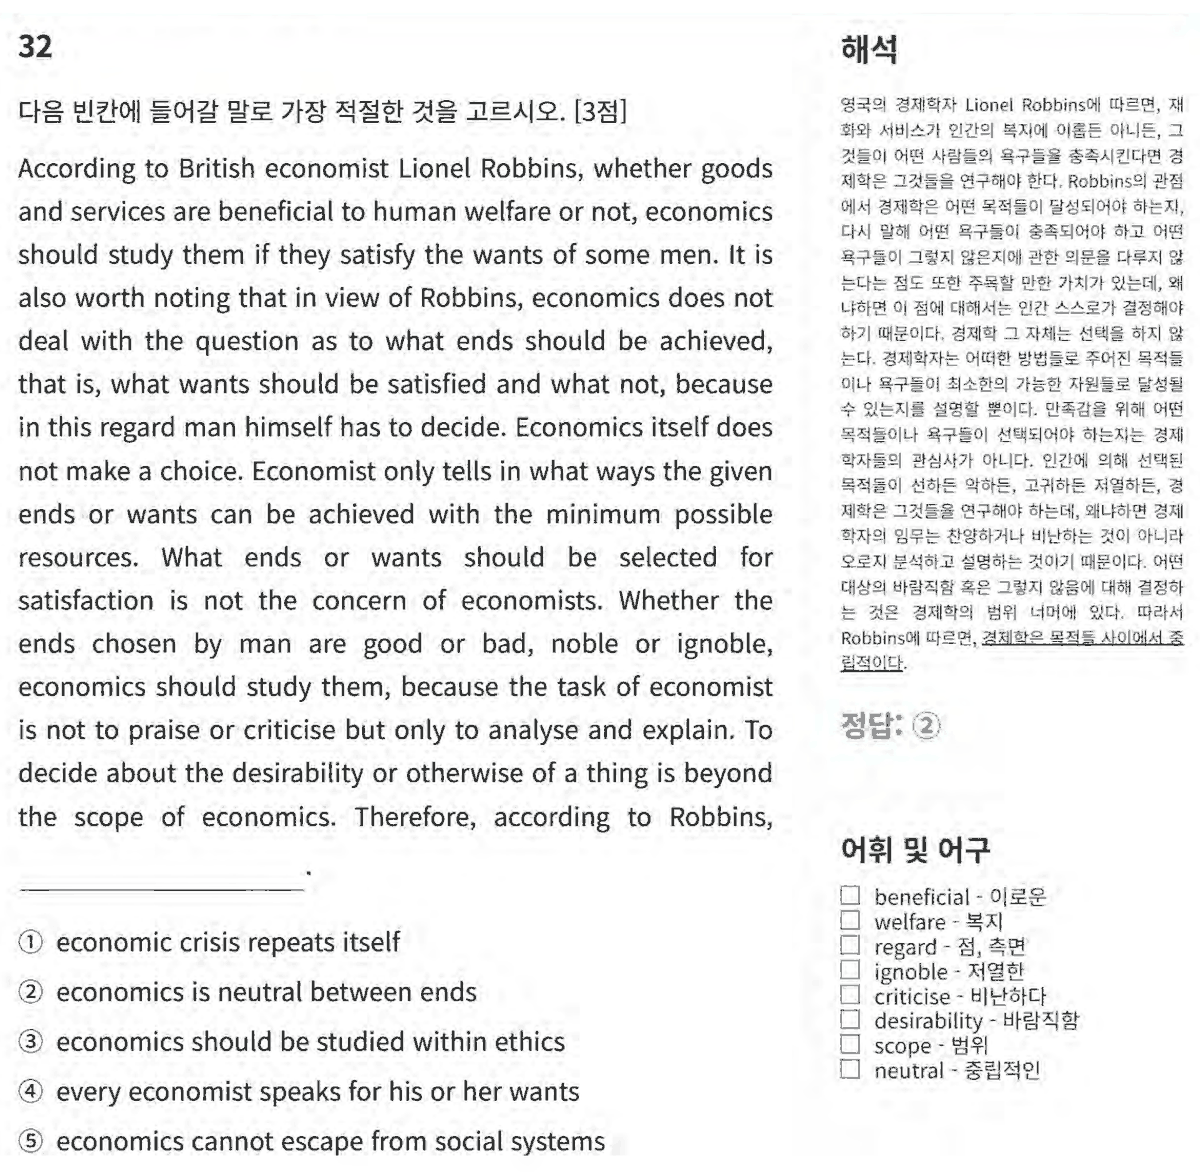 32
다음 빈칸에 들어갈 말로 가장 적절한 것을 고르시오. [3점]
According to British economist Lionel Robbins, whether goods
and services are beneficial to human welfare or not, economics
should study them if they satisfy the wants of some men. It is
also worth noting that in view of Robbins, economics does not
deal with the question as to what ends should be achieved,
that is, what wants should be satisfied and what not, because
in this regard man himself has to decide. Economics itself does
not make a choice. Economist only tells in what ways the given
ends or wants can be achieved with the minimum possible
resources. What ends or wants should be selected for
satisfaction is not the concern of economists. Whether the
ends chosen by man are good or bad, noble or ignoble,
economics should study them, because the task of economist
is not to praise or criticise but only to analyse and explain. To
decide about the desirability or otherwise of a thing is beyond
the scope of economics. Therefore, according to Robbins,
____________________.
① economic crisis repeats itself
② economics is neutral between ends
③ economics should be studied within ethics
④ every economist speaks for his or her wants
⑤ economics cannot escape from social systems
해석
영국의 경제학자 Lionel Robbins에 따르면, 재
화와 서비스가 인간의 복지에 이롭든 아니든, 그
것들이 어떤 사람들의 욕구들을 충족시킨다면 경
제학은 그것들을 연구해야 한다. Robbins의 관점
에서 경제학은 어떤 목적들이 달성되어야 하는지,
다시 말해 어떤 욕구들이 충족되어야 하고 어떤
욕구들이 그렇지 않은지에 관한 의문을 다루지 않
는다는 점도 또한 주목할 만한 가치가 있는데, 왜
냐하면 이 점에 대해서는 인간 스스로가 결정해야
하기 때문이다. 경제학 그 자체는 선택을 하지 않
는다. 경제학자는 어떠한 방법들로 주어진 목적들
이나 욕구들이 최소한의 가능한 자원들로 달성될
수 있는지를 설명할 뿐이다. 만족감을 위해 어떤
목적들이나 욕구들이 선택되어야 하는지는 경제
학자들의 관심사가 아니다. 인간에 의해 선택된
목적들이 선하든 악하든, 고귀하든 저열하든, 경
제학은 그것들을 연구해야 하는데, 왜냐하면 경제
학자의 임무는 찬양하거나 비난하는 것이 아니라
오로지 분석하고 설명하는 것이기 때문이다. 어떤
대상의 바람직함 혹은 그렇지 않음에 대해 결정하
는 것은 경제학의 범위 너머에 있다. 따라서
Robbins에 따르면, 경제학은 목적들 사이에서 중
립적이다.
정답: ②
어휘 및 어구
□ beneficial - 이로운
□ welfare - 복지
□ regard - 점, 측면
□ ignoble - 저열한
□ criticise - 비난하다
□ desirability - 바람직함
□ scope - 범위
□ neutral - 중립적인